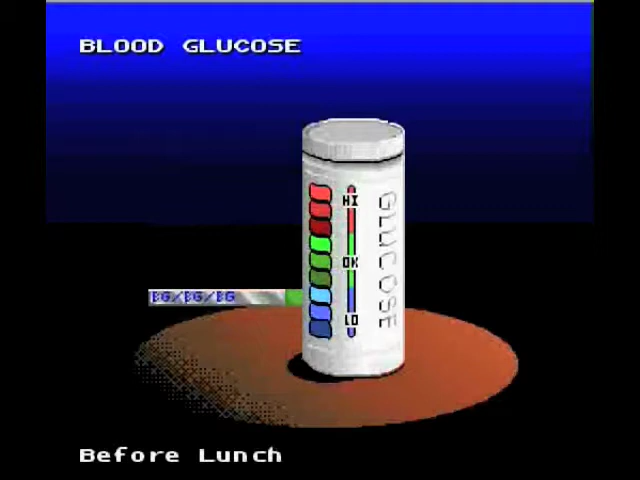 BLOOD GLUCOSE
HI
OK
LO
GLUCOSE
BG/BG/BG
Before Lunch